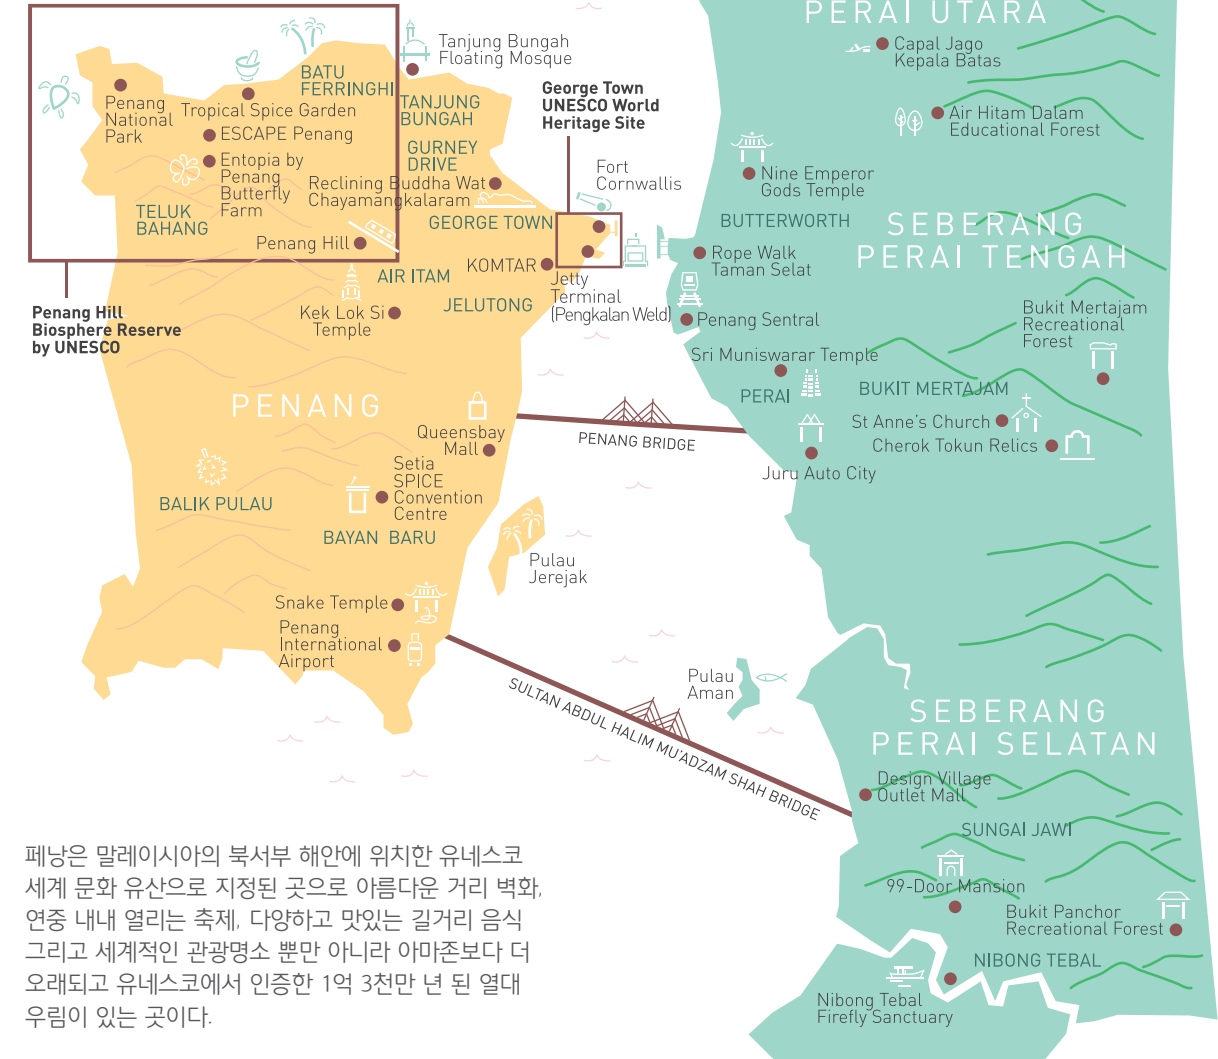 PERAI UTARA
Capal Jago
Kepala Batas
Air Hitam Dalam
Educational Forest
Tanjung Bungah
Floating Mosque
BATU
FERRINGHI
Penang
National
Park
Tropical Spice Garden
ESCAPE Penang
Entopia by
Penang
Butterfly
Farm
TELUK
BAHANG
Penang Hill
TANJUNG
BUNGAH
GURNEY
DRIVE
Reclining Buddha Wat
Chayamangkalaram
GEORGE TOWN
George Town
UNESCO World
Heritage Site
Fort
Cornwallis
Nine Emperor
Gods Temple
BUTTERWORTH
SEBERANG
PERAI TENGAH
Rope Walk
Taman Selat
KOMTAR
AIR ITAM
JELUTONG
Jetty
Terminal
(Pengkalan Weld)
Penang Sentral
Penang Hill
Biosphere Reserve
by UNESCO
Kek Lok Si
Temple
Bukit Mertajam
Recreational
Forest
Sri Muniswarar Temple
PERAI
BUKIT MERTAJAM
St Anne's Church
Cherok Tokun Relics
Juru Auto City
PENANG
PENANG BRIDGE
Queensbay
Mall
Setia
SPICE
Convention
Centre
BALIK PULAU
BAYAN BARU
Pulau
Jerejak
Snake Temple
Penang
International
Airport
Pulau
Aman
SULTAN ABDUL HALIM MU'ADZAM SHAH BRIDGE
SEBERANG
PERAI SELATAN
Design Village
Outlet Mall
SUNGAI JAWI
99-Door Mansion
Bukit Panchor
Recreational Forest
NIBONG TEBAL
Nibong Tebal
Firefly Sanctuary
페낭은 말레이시아의 북서부 해안에 위치한 유네스코
세계 문화 유산으로 지정된 곳으로 아름다운 거리 벽화,
연중 내내 열리는 축제, 다양하고 맛있는 길거리 음식
그리고 세계적인 관광명소 뿐만 아니라 아마존보다 더
오래되고 유네스코에서 인증한 1억 3천만 년 된 열대
우림이 있는 곳이다.